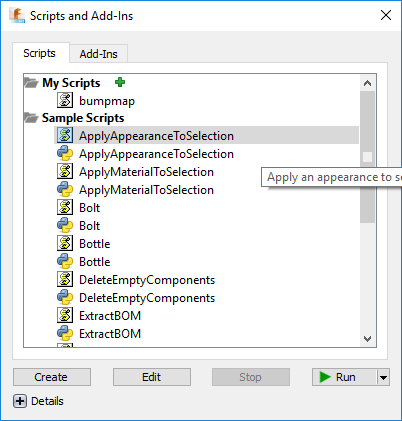 Scripts and Add-Ins
Scripts
Add-Ins
My Scripts
bumpmap
Sample Scripts
ApplyAppearanceToSelection
ApplyAppearanceToSelection
ApplyMaterialToSelection
Apply an appearance to
ApplyMaterialToSelection
Bolt
Bolt
Bottle
Bottle
DeleteEmptyComponents
DeleteEmptyComponents
ExtractBOM
ExtractBOM
Create
Edit
Stop
Run
Details